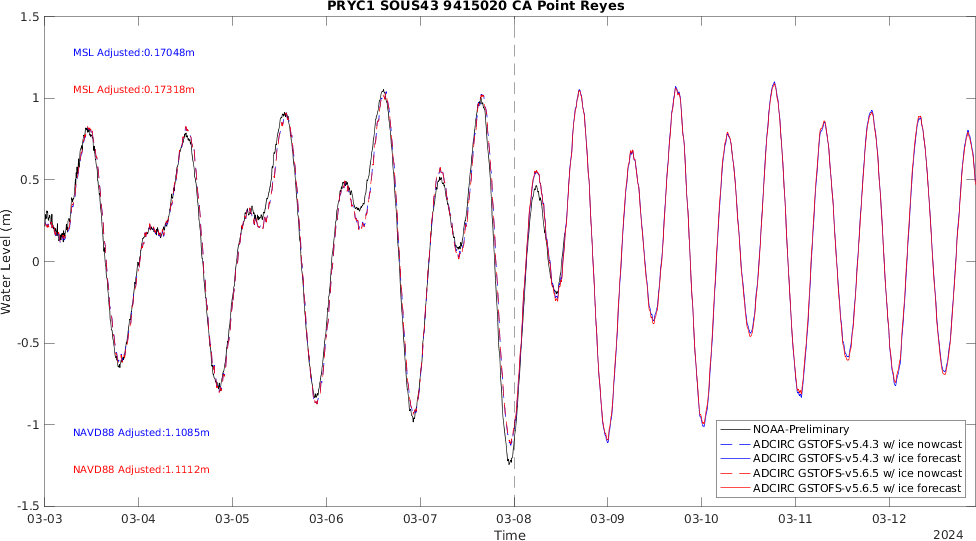 PRYC1 SOUS43 9415020 CA Point Reyes
1.5
MSL Adjusted:0.17048m
1
MSL Adjusted:0.17318m
0.5
Water Level (m)
0
-0.5
-1
NAVD88 Adjusted:1.1085m
NAVD88 Adjusted:1.1112m
NOAA-Preliminary
ADCIRC GSTOFS-v5.4.3 w/ ice nowcast
ADCIRC GSTOFS-v5.4.3 w/ ice forecast
ADCIRC GSTOFS-v5.6.5 w/ ice nowcast
ADCIRC GSTOFS-v5.6.5 w/ ice forecast
-1.5
03-03 03-04 03-05 03-06 03-07 03-08 03-09 03-10 03-11 03-12
Time
2024